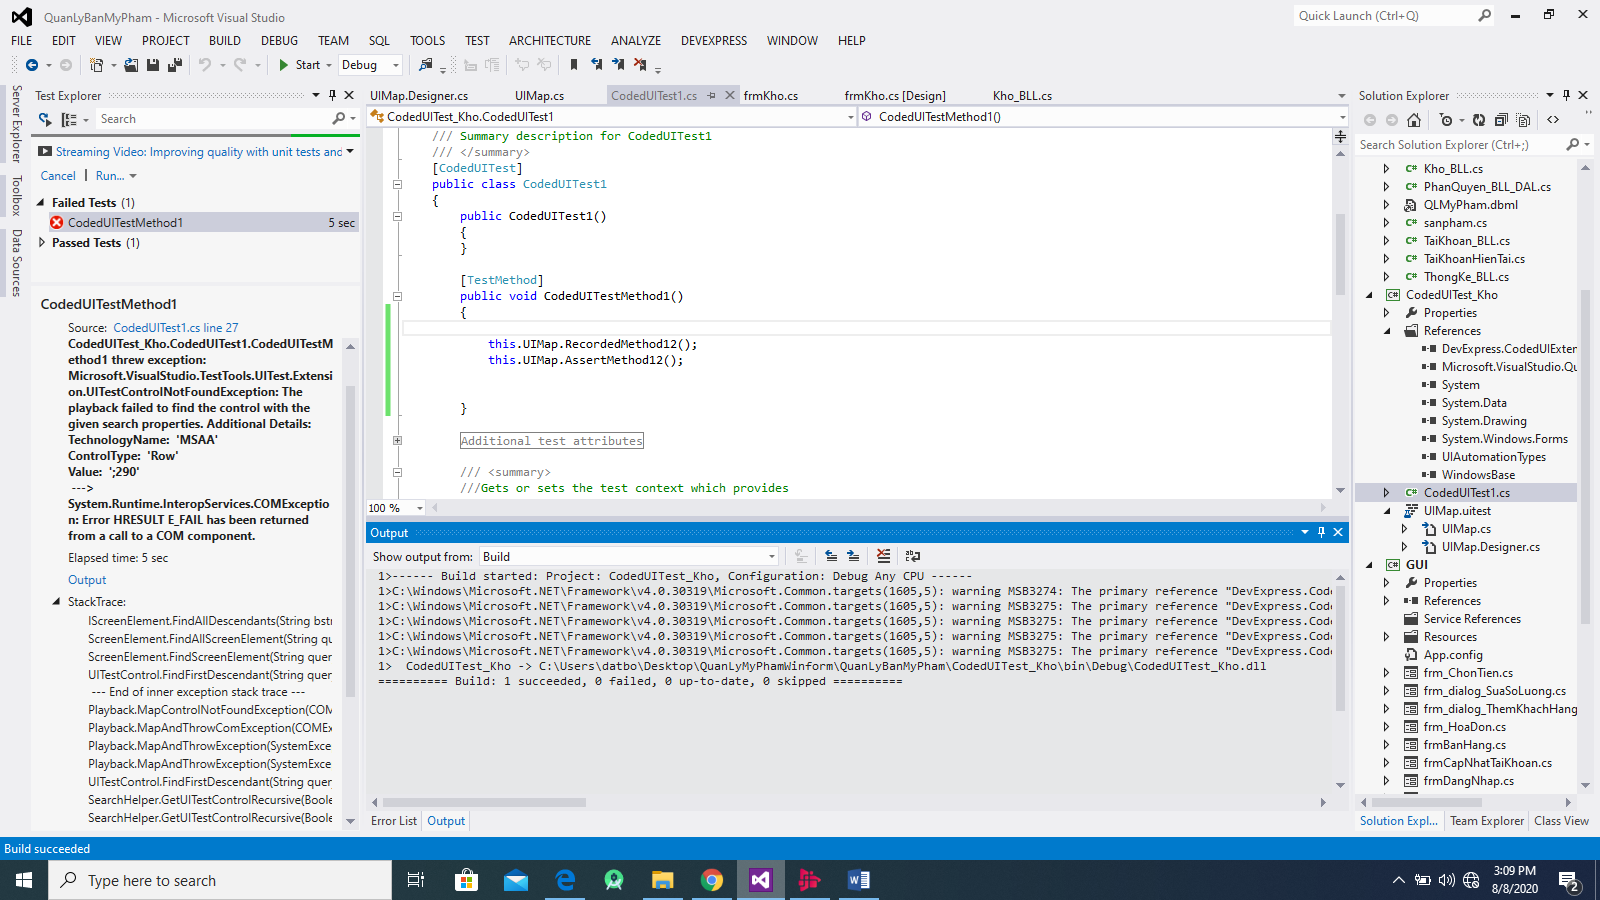 QuanLyBanMyPham - Microsoft Visual Studio
Quick Launch (Ctrl+Q)
FILE EDIT VIEW PROJECT BUILD DEBUG TEAM SQL TOOLS TEST ARCHITECTURE ANALYZE DEVEXPRESS WINDOW HELP
Start Debug
Server Explorer
Toolbox
Data Sources
Test Explorer
Search
Streaming Video: Improving quality with unit tests and
Cancel | Run...
Failed Tests (1)
CodedUITestMethod1 5 sec
Passed Tests (1)
CodedUITestMethod1
Source: CodedUITest1.cs line 27
CodedUITest_Kho.CodedUITest1.CodedUITestM
ethod1 threw exception:
Microsoft.VisualStudio.TestTools.UITest.Extensi
on.UITestControlNotFoundException: The
playback failed to find the control with the
given search properties. Additional Details:
TechnologyName: 'MSAA'
ControlType: 'Row'
Value: ';290'
--->
System.Runtime.InteropServices.COMExceptio
n: Error HRESULT E_FAIL has been returned
from a call to a COM component.
Elapsed time: 5 sec
Output
StackTrace:
IScreenElement.FindAllDescendants(String bstr
ScreenElement.FindAllScreenElement(String qu
ScreenElement.FindScreenElement(String quer
UITestControl.FindFirstDescendant(String quer
--- End of inner exception stack trace ---
Playback.MapControlNotFoundException(COM
Playback.MapAndThrowComException(COMEx
Playback.MapAndThrowException(SystemExce
Playback.MapAndThrowException(SystemExce
UITestControl.FindFirstDescendant(String quer
SearchHelper.GetUITestControlRecursive(Boole
SearchHelper.GetUITestControlRecursive(Boole
UIMap.Designer.cs UIMap.cs CodedUITest1.cs frmKho.cs frmKho.cs [Design] Kho_BLL.cs
CodedUITest_Kho.CodedUITest1 CodedUITestMethod1()
/// Summary description for CodedUITest1
/// </summary>
[CodedUITest]
public class CodedUITest1
{
public CodedUITest1()
{
}
[TestMethod]
public void CodedUITestMethod1()
{
this.UIMap.RecordedMethod12();
this.UIMap.AssertMethod12();
}
Additional test attributes
/// <summary>
///Gets or sets the test context which provides
100 %
Output
Show output from: Build
1>------ Build started: Project: CodedUITest_Kho, Configuration: Debug Any CPU ------
1>C:\Windows\Microsoft.NET\Framework\v4.0.30319\Microsoft.Common.targets(1605,5): warning MSB3274: The primary reference "DevExpress.Cod
1>C:\Windows\Microsoft.NET\Framework\v4.0.30319\Microsoft.Common.targets(1605,5): warning MSB3275: The primary reference "DevExpress.Cod
1>C:\Windows\Microsoft.NET\Framework\v4.0.30319\Microsoft.Common.targets(1605,5): warning MSB3275: The primary reference "DevExpress.Cod
1>C:\Windows\Microsoft.NET\Framework\v4.0.30319\Microsoft.Common.targets(1605,5): warning MSB3275: The primary reference "DevExpress.Cod
1>C:\Windows\Microsoft.NET\Framework\v4.0.30319\Microsoft.Common.targets(1605,5): warning MSB3275: The primary reference "DevExpress.Cod
1> CodedUITest_Kho -> C:\Users\datbo\Desktop\QuanLyMyPhamWinform\QuanLyBanMyPham\CodedUITest_Kho\bin\Debug\CodedUITest_Kho.dll
========== Build: 1 succeeded, 0 failed, 0 up-to-date, 0 skipped ==========
Error List Output
Solution Explorer
Search Solution Explorer (Ctrl+;)
Kho_BLL.cs
PhanQuyen_BLL_DAL.cs
QLMyPham.dbml
sanpham.cs
TaiKhoan_BLL.cs
TaiKhoanHienTai.cs
ThongKe_BLL.cs
CodedUITest_Kho
Properties
References
DevExpress.CodedUIExten
Microsoft.VisualStudio.Qu
System
System.Data
System.Drawing
System.Windows.Forms
UIAutomationTypes
WindowsBase
CodedUITest1.cs
UIMap.uitest
UIMap.cs
UIMap.Designer.cs
GUI
Properties
References
Service References
Resources
App.config
frm_ChonTien.cs
frm_dialog_SuaSoLuong.cs
frm_dialog_ThemKhachHang
frm_HoaDon.cs
frmBanHang.cs
frmCapNhatTaiKhoan.cs
frmDangNhap.cs
Solution Expl... Team Explorer Class View
Build succeeded
Type here to search
3:09 PM
8/8/2020
2